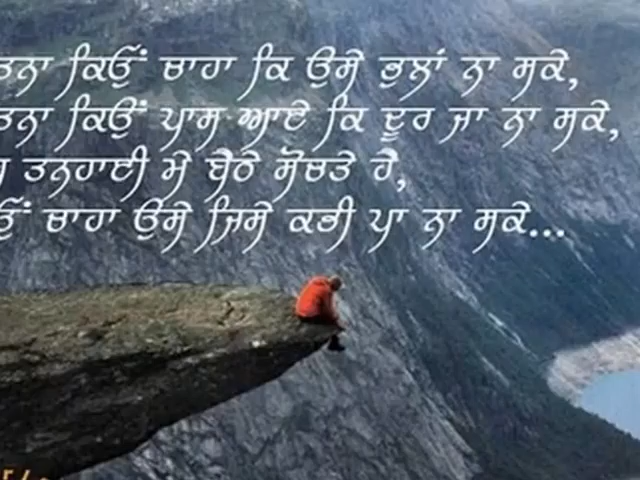 ਤਨਾ ਕਿਉਂ ਚਾਹਾ ਕਿ ਉਸੇ ਭੁਲਾਂ ਨਾ ਸਕੇ,
ਤਨਾ ਕਿਉਂ ਪਾਸ ਆਏ ਕਿ ਦੂਰ ਜਾ ਨਾ ਸਕੇ,
ਤਨਹਾਈ ਮੇ ਬੈਠੇ ਸੋਚਤੇ ਹੈ,
ਚਾਹਾ ਉਸੇ ਜਿਸੇ ਕਭੀ ਪਾ ਨਾ ਸਕੇ...